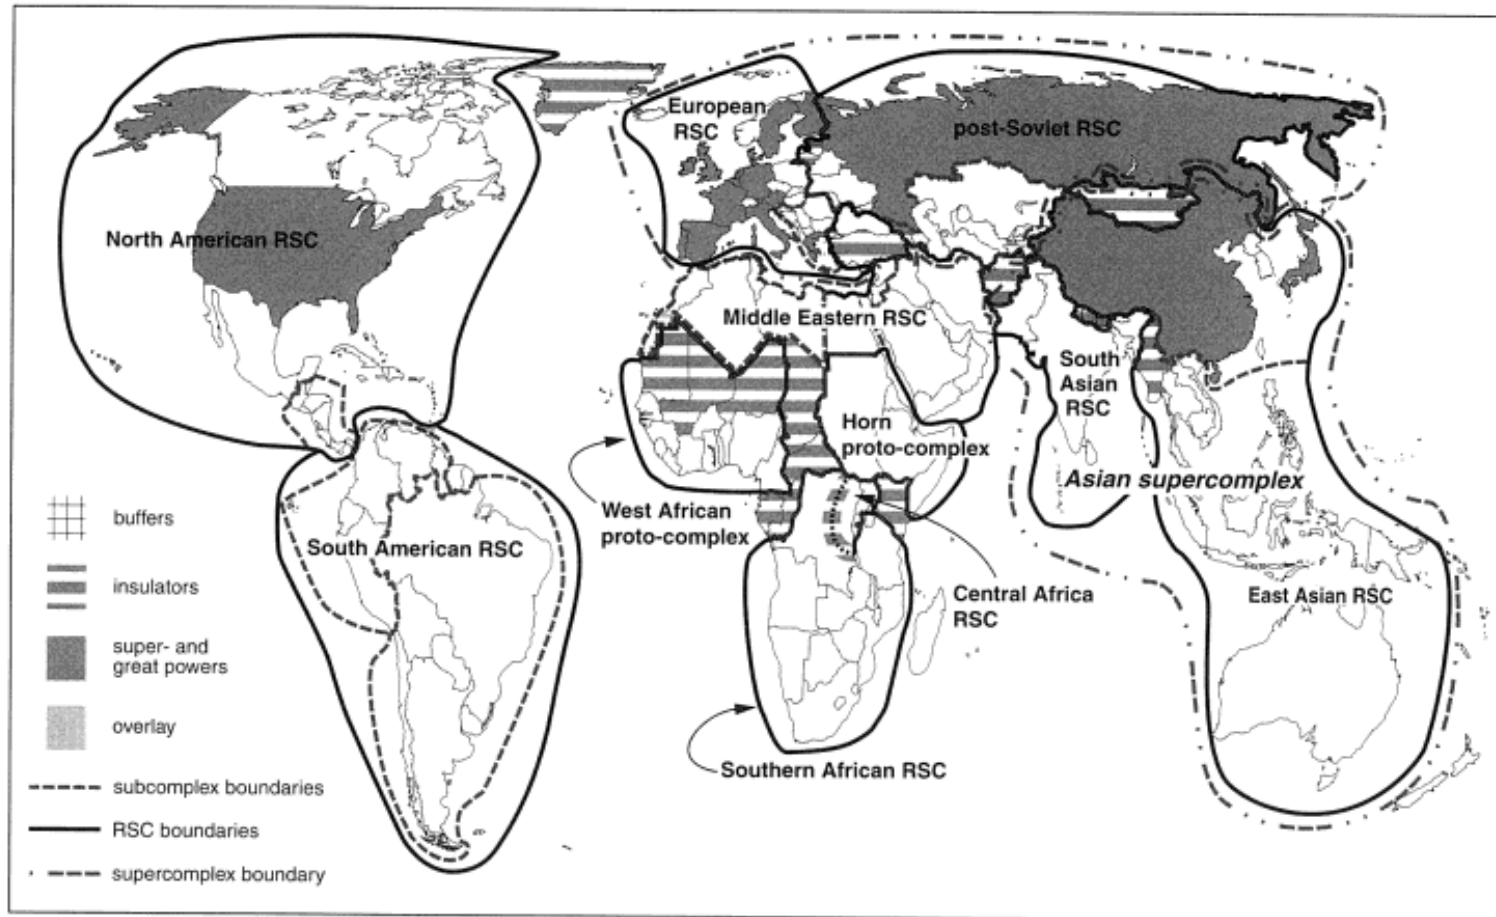 European
RSC
post-Soviet RSC
North American RSC
Middle Eastern RSC
South
Asian
RSC
Horn
proto-complex
Asian supercomplex
West African
proto-complex
South American RSC
Central Africa
RSC
East Asian RSC
Southern African RSC
buffers
insulators
super- and
great powers
overlay
subcomplex boundaries
RSC boundaries
supercomplex boundary